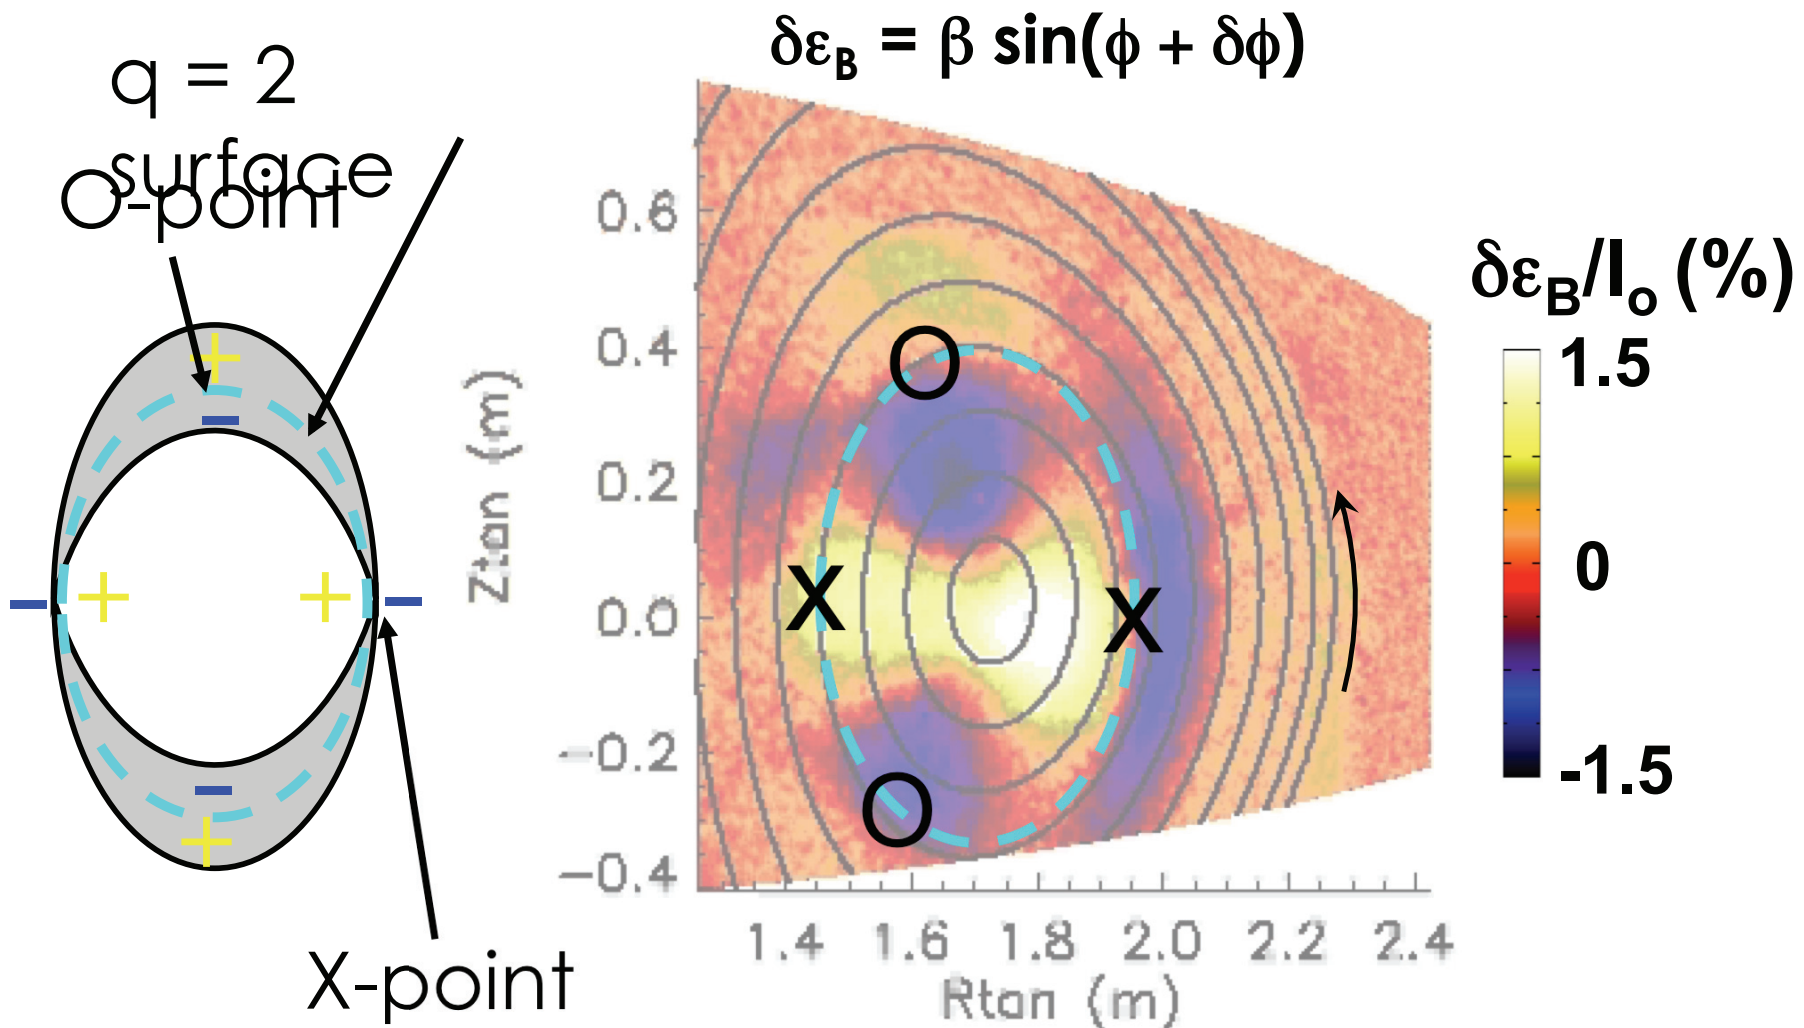 q = 2
surface
O-point
+
−
+
+
−
−
−
+
X-point
δε_B = β sin(ϕ + δϕ)
Ztan (m)
0.6
0.4
0.2
0.0
−0.2
−0.4
O
X
X
O
1.4 1.6 1.8 2.0 2.2 2.4
Rtan (m)
δε_B/I_o (%)
1.5
0
-1.5